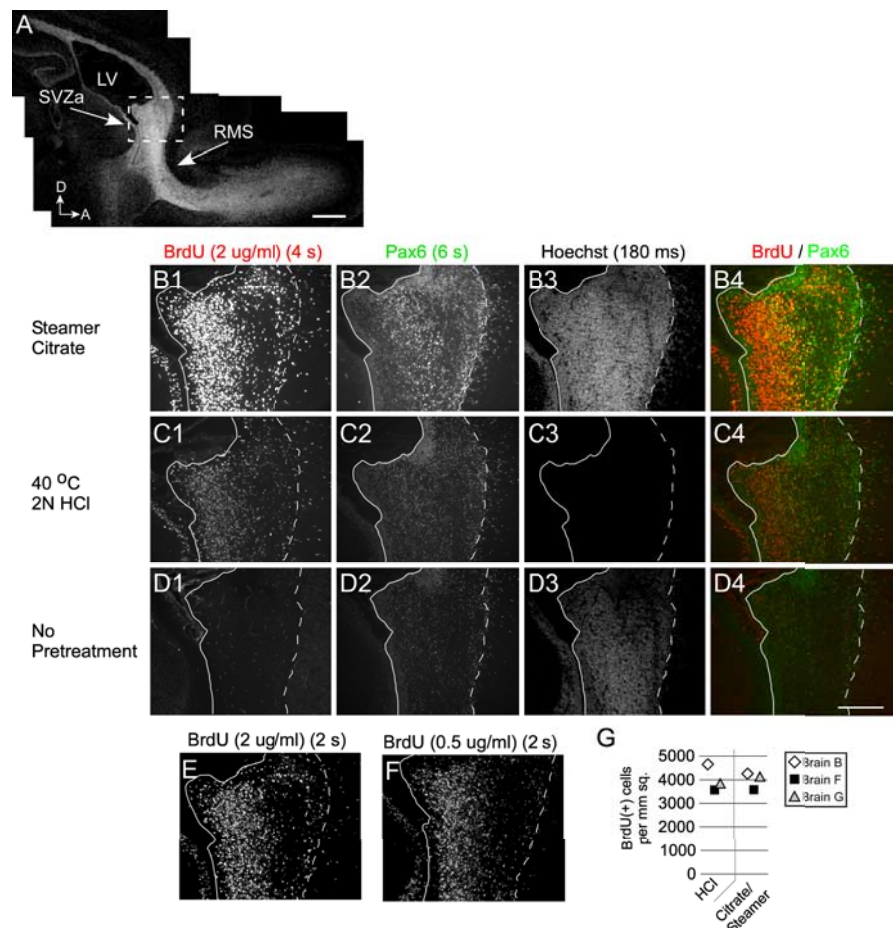 A
LV
SVZa
RMS
D
A
BrdU (2 ug/ml) (4 s)
Pax6 (6 s)
Hoechst (180 ms)
BrdU / Pax6
Steamer
Citrate
B1
B2
B3
B4
40 °C
2N HCl
C1
C2
C3
C4
No
Pretreatment
D1
D2
D3
D4
BrdU (2 ug/ml) (2 s)
BrdU (0.5 ug/ml) (2 s)
E
F
G
BrdU(+) cells
per mm sq.
5000
4000
3000
2000
1000
0
HCl
Citrate/
Steamer
Brain B
Brain F
Brain G